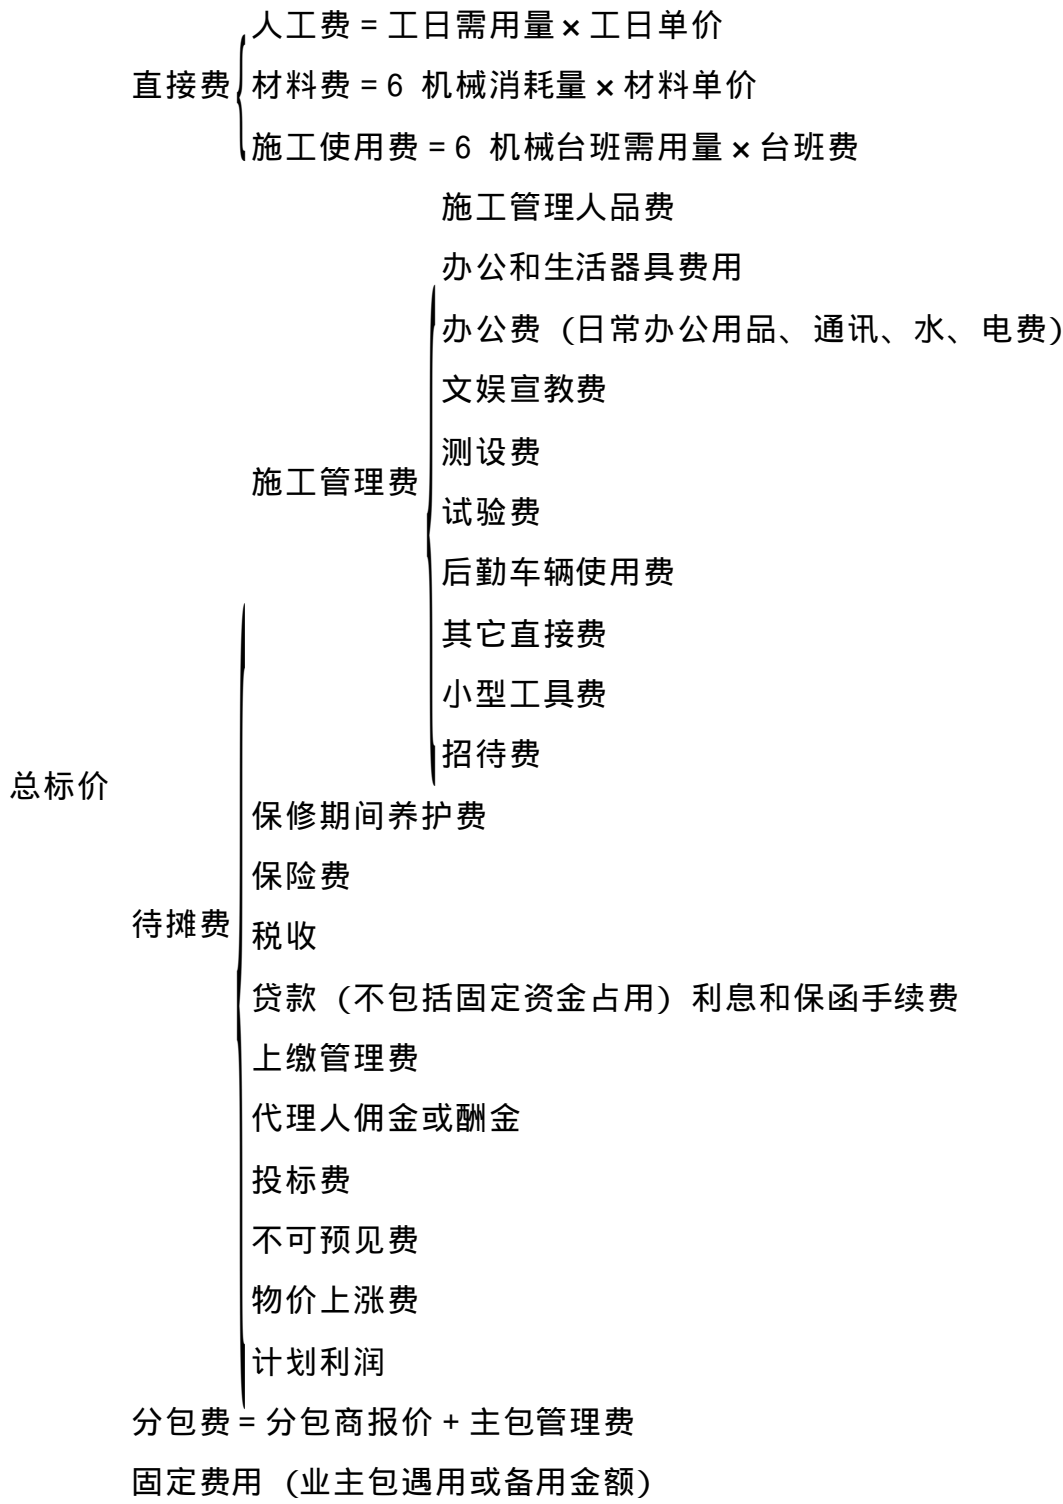 人工费 = 工日需用量 × 工日单价
直接费
材料费 = 6 机械消耗量 × 材料单价
施工使用费 = 6 机械台班需用量 × 台班费
施工管理人品费
办公和生活器具费用
办公费 (日常办公用品、通讯、水、电费)
文娱宣教费
测设费
施工管理费
试验费
后勤车辆使用费
其它直接费
小型工具费
招待费
总标价
保修期间养护费
保险费
待摊费
税收
贷款 (不包括固定资金占用) 利息和保函手续费
上缴管理费
代理人佣金或酬金
投标费
不可预见费
物价上涨费
计划利润
分包费 = 分包商报价 + 主包管理费
固定费用 (业主包遇用或备用金额)